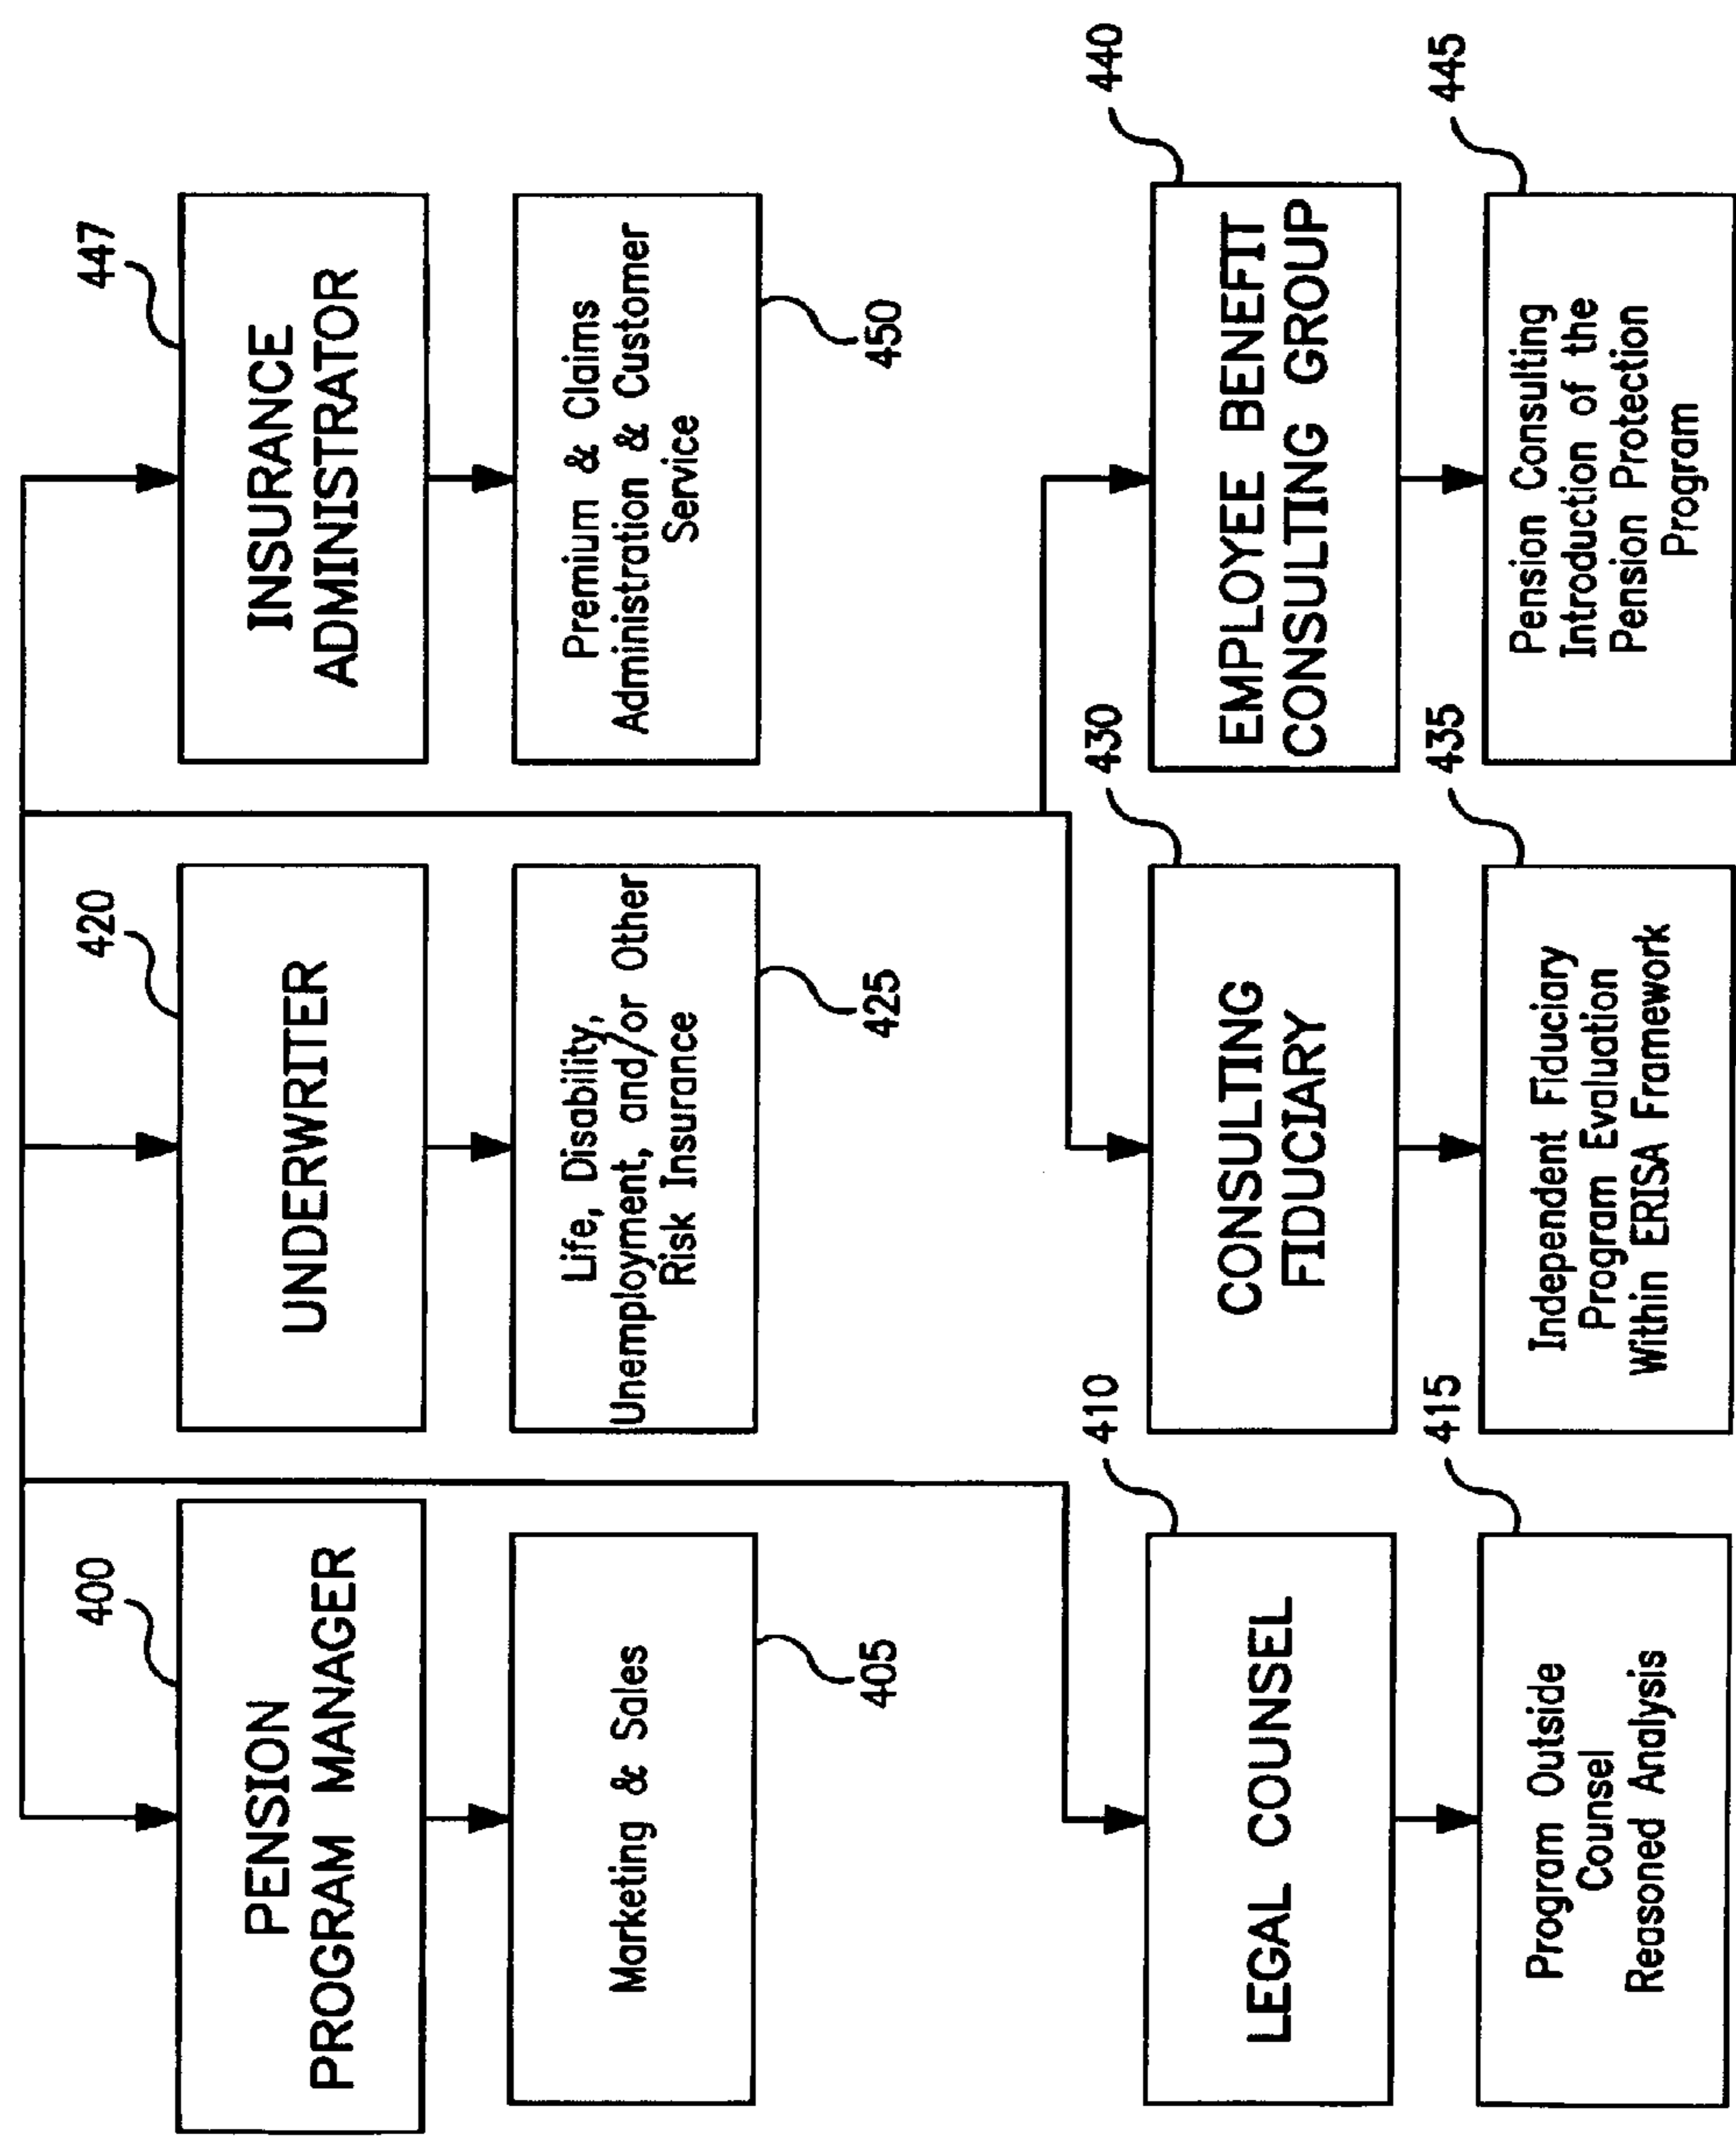 400
PENSION
PROGRAM MANAGER
Marketing & Sales
405
420
UNDERWRITER
Life, Disability,
Unemployment, and/or Other
Risk Insurance
425
447
INSURANCE
ADMINISTRATOR
Premium & Claims
Administration & Customer
Service
450
410
LEGAL COUNSEL
415
Program Outside
Counsel
Reasoned Analysis
430
CONSULTING
FIDUCIARY
435
Independent Fiduciary
Program Evaluation
Within ERISA Framework
440
EMPLOYEE BENEFIT
CONSULTING GROUP
445
Pension Consulting
Introduction of the
Pension Protection
Program